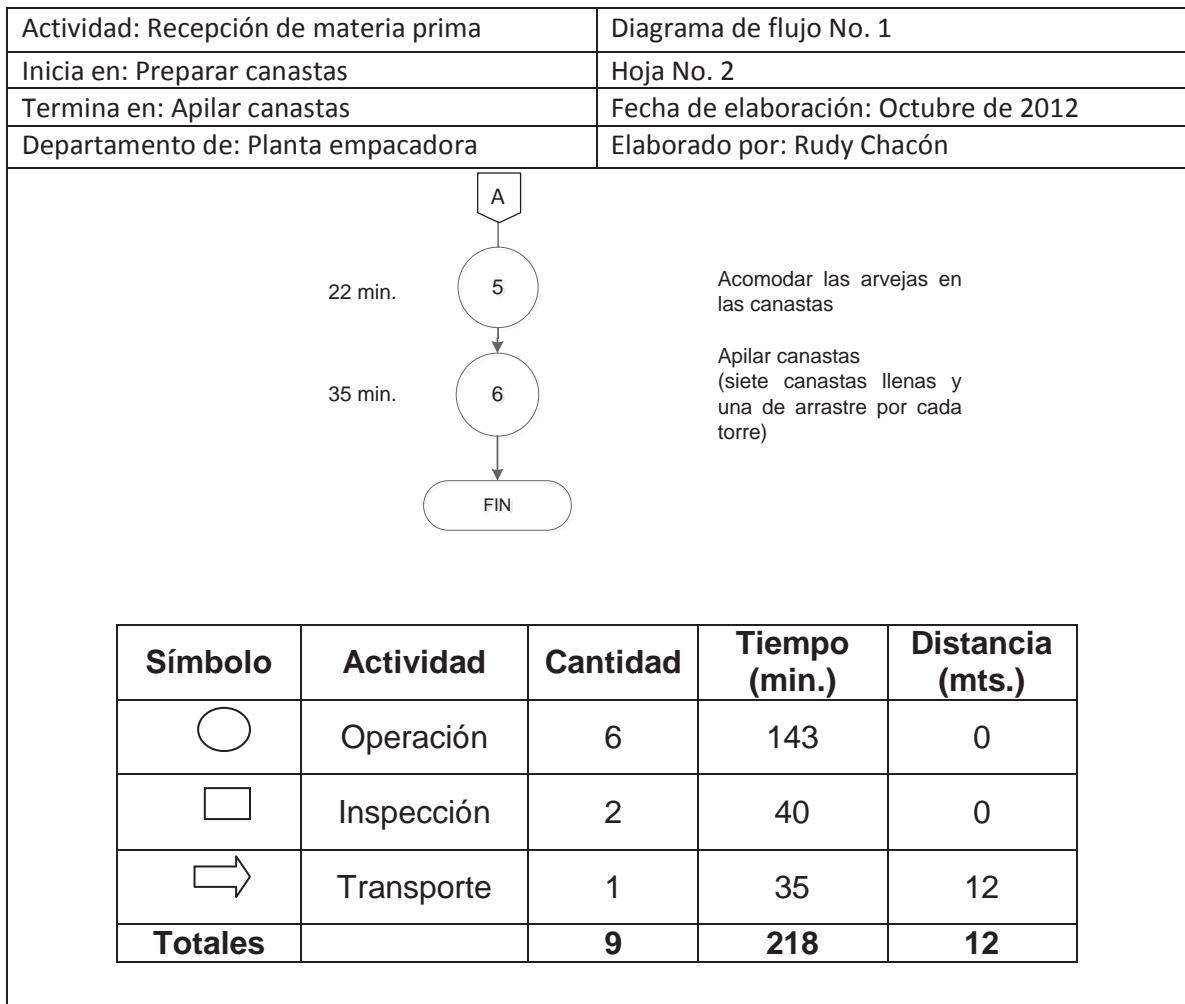 Actividad: Recepción de materia prima
Diagrama de flujo No. 1
Inicia en: Preparar canastas
Hoja No. 2
Termina en: Apilar canastas
Fecha de elaboración: Octubre de 2012
Departamento de: Planta empacadora
Elaborado por: Rudy Chacón
A
22 min.
5
Acomodar las arvejas en
las canastas
35 min.
6
Apilar canastas
(siete canastas llenas y
una de arrastre por cada
torre)
FIN
Símbolo Actividad Cantidad Tiempo (min.) Distancia (mts.)
Operación 6 143 0
Inspección 2 40 0
Transporte 1 35 12
Totales 9 218 12